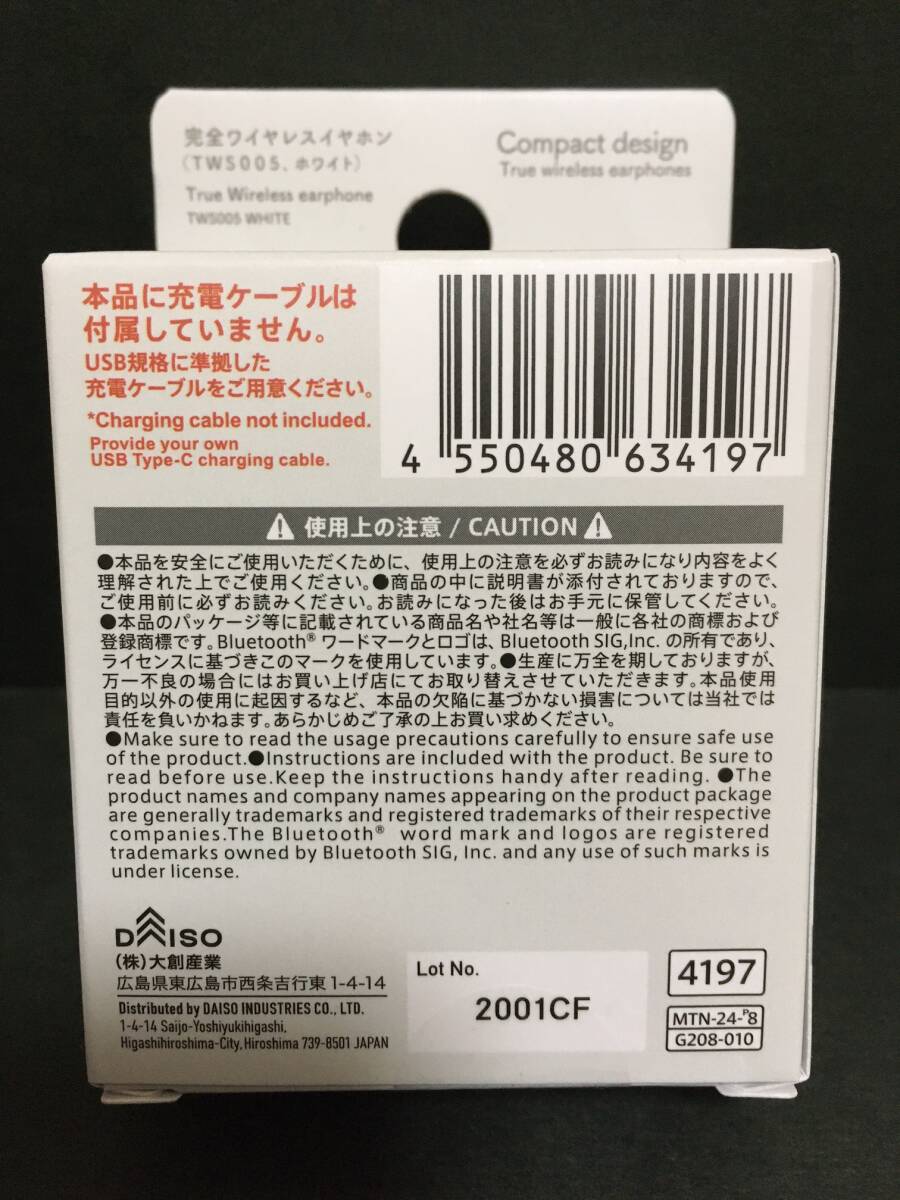 完全ワイヤレスイヤホン
(TWS005、ホワイト)
True Wireless earphone
TWS005 WHITE
Compact design
True wireless earphones
本品に充電ケーブルは
付属していません。
USB規格に準拠した
充電ケーブルをご用意ください。
*Charging cable not included.
Provide your own
USB Type-C charging cable.
4 550480 634197
使用上の注意 / CAUTION
●本品を安全にご使用いただくために、使用上の注意を必ずお読みになり内容をよく
理解された上でご使用ください。●商品の中に説明書が添付されておりますので、
ご使用前に必ずお読みください。お読みになった後はお手元に保管してください。
●本品のパッケージ等に記載されている商品名や社名等は一般に各社の商標および
登録商標です。Bluetooth® ワードマークとロゴは、Bluetooth SIG,Inc. の所有であり、
ライセンスに基づきこのマークを使用しています。●生産に万全を期しておりますが、
万一不良の場合にはお買い上げ店にてお取り替えさせていただきます。本品使用
目的以外の使用に起因するなど、本品の欠陥に基づかない損害については当社では
責任を負いかねます。あらかじめご了承の上お買い求めください。
●Make sure to read the usage precautions carefully to ensure safe use
of the product.●Instructions are included with the product. Be sure to
read before use.Keep the instructions handy after reading. ●The
product names and company names appearing on the product package
are generally trademarks and registered trademarks of their respective
companies.The Bluetooth® word mark and logos are registered
trademarks owned by Bluetooth SIG, Inc. and any use of such marks is
under license.
DAISO
(株)大創産業
広島県東広島市西条吉行東1-4-14
Distributed by DAISO INDUSTRIES CO., LTD.
1-4-14 Saijo-Yoshiyukihigashi,
Higashihiroshima-City, Hiroshima 739-8501 JAPAN
Lot No.
2001CF
4197
MTN-24-P8
G208-010